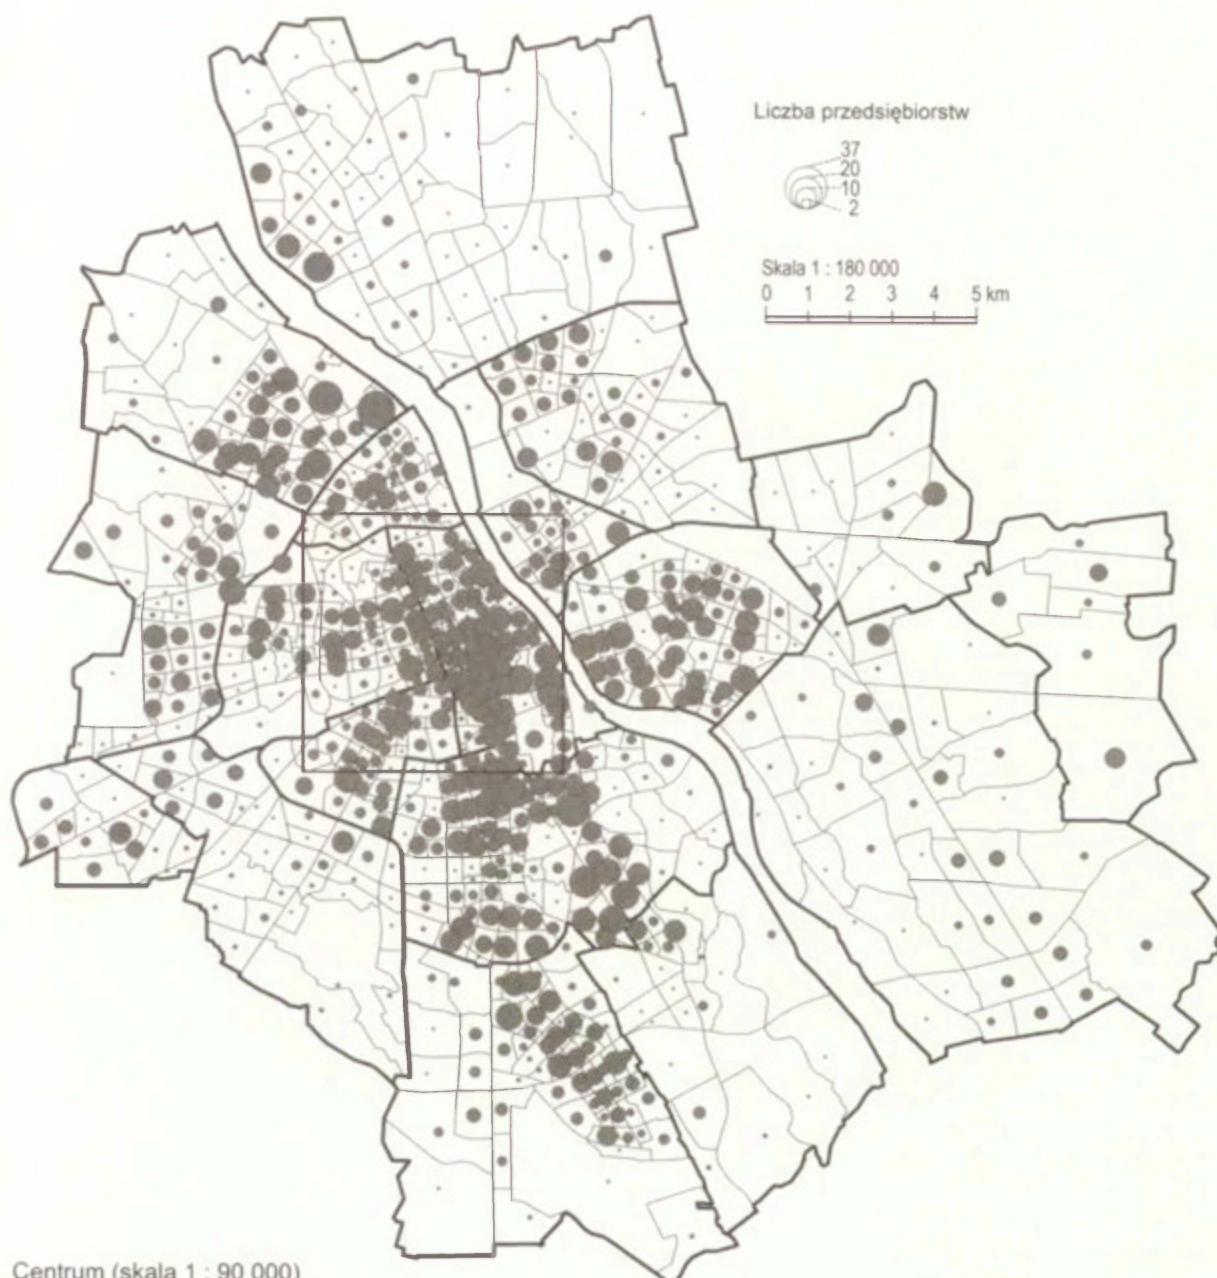 Liczba przedsiębiorstw
37
20
10
2
Skala 1 : 180 000
0 1 2 3 4 5 km
Centrum (skala 1 : 90 000)